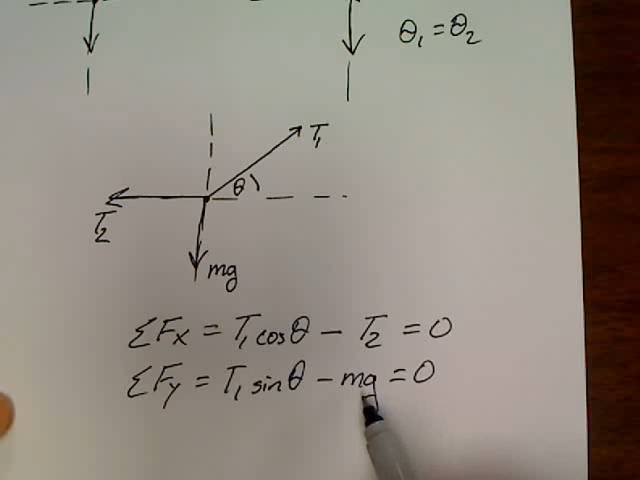 θ₁ = θ₂
T₁
θ
T₂
mg
ΣFx = T₁cosθ − T₂ = 0
ΣFy = T₁sinθ − mg = 0